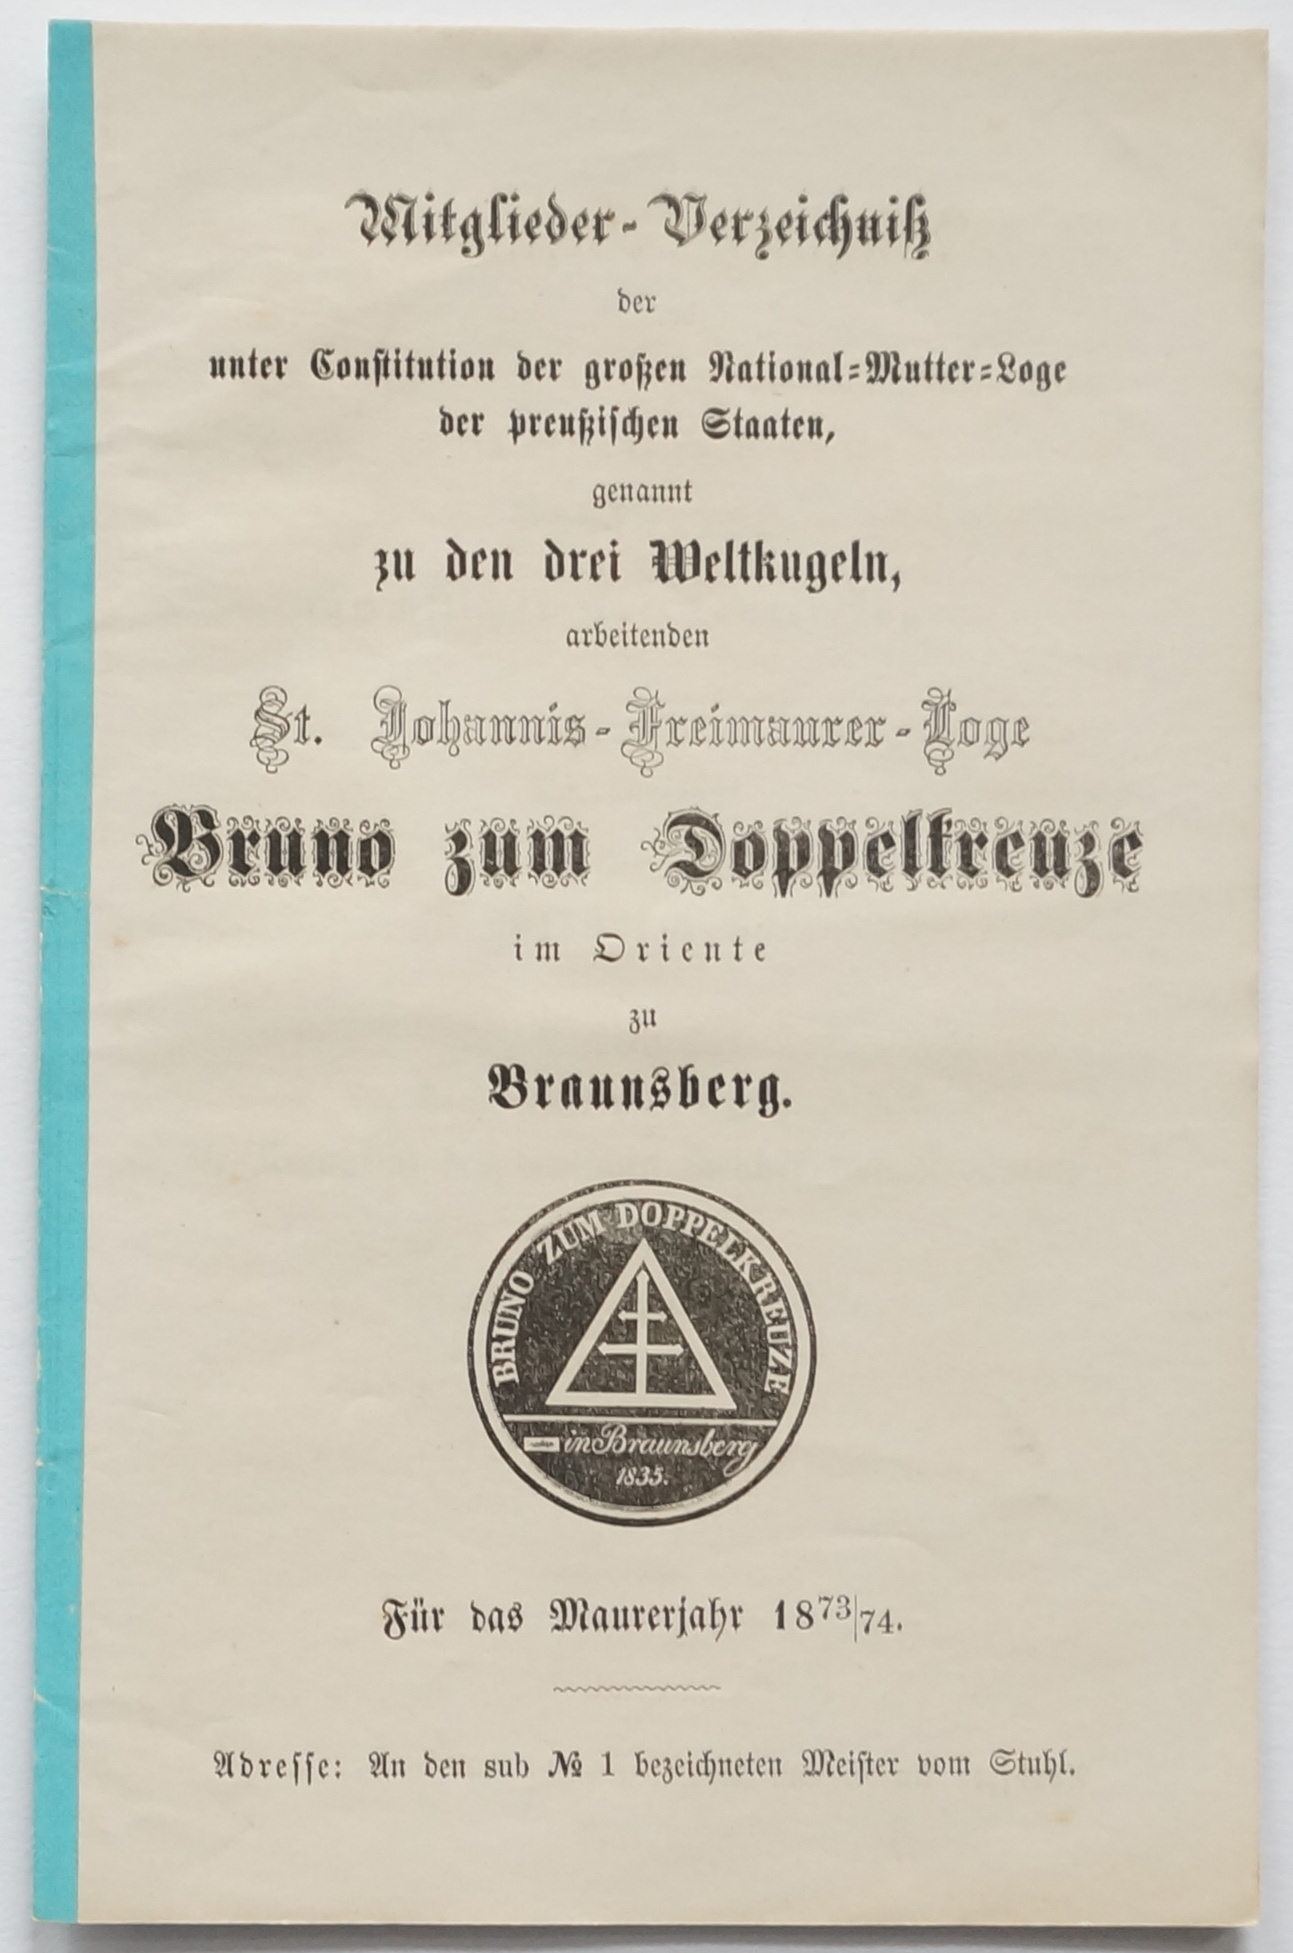 Mitglieder-Verzeichniß
der
unter Constitution der großen National-Mutter-Loge
der preußischen Staaten,
genannt
zu den drei Weltkugeln,
arbeitenden
St. Johannis-Freimaurer-Loge
Bruno zum Doppelkreuze
im Oriente
zu
Braunsberg.
BRUNO ZUM DOPPELKREUZE
in Braunsberg
1835.
Für das Maurerjahr 1873/74.
Adresse: An den sub № 1 bezeichneten Meister vom Stuhl.